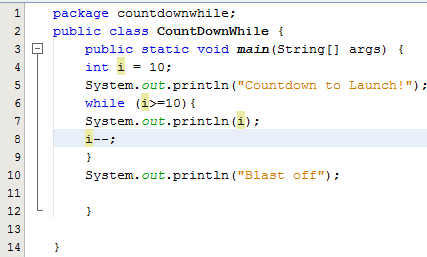 1 package countdownwhile;
2 public class CountDownWhile {
3 public static void main(String[] args) {
4 int i = 10;
5 System.out.println("Countdown to Launch!");
6 while (i>=10){
7 System.out.println(i);
8 i--;
9 }
10 System.out.println("Blast off");
11
12 }
13
14 }